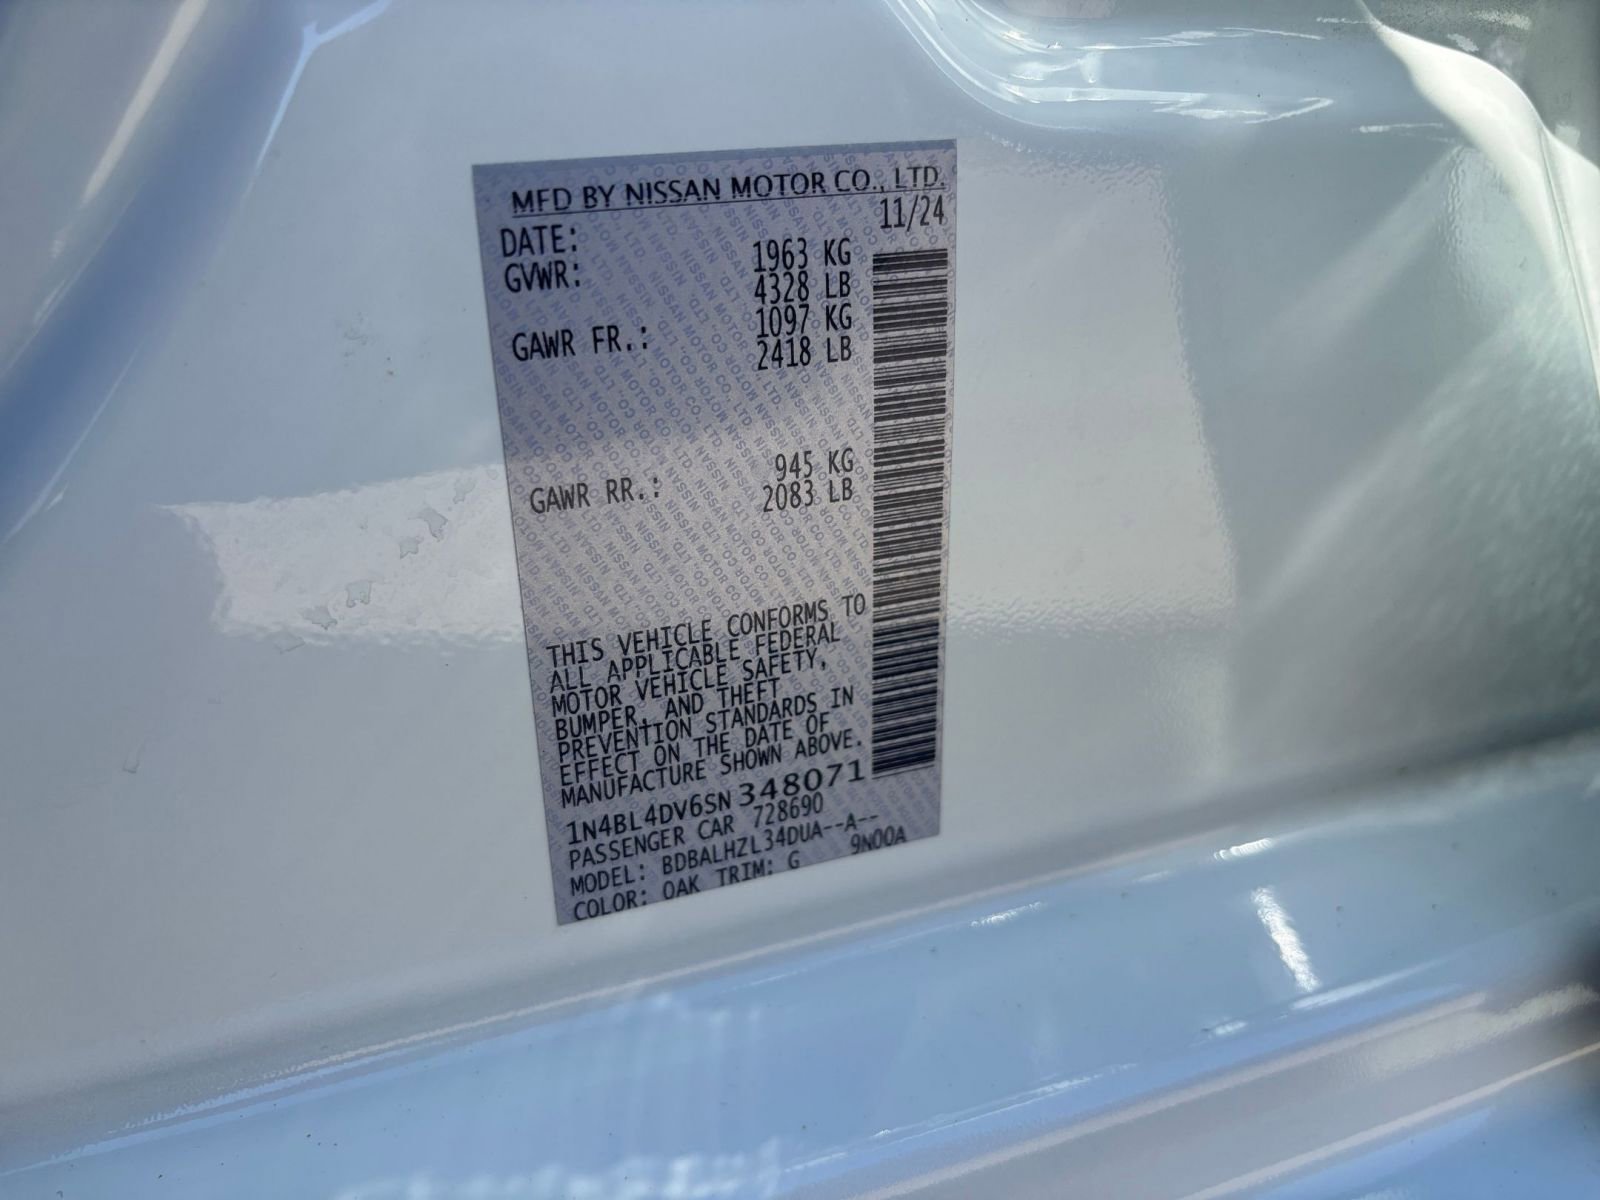 MFD BY NISSAN MOTOR CO., LTD.
DATE: 11/24
GVWR: 1963 KG
4328 LB
GAWR FR.: 1097 KG
2418 LB
GAWR RR.: 945 KG
2083 LB
THIS VEHICLE CONFORMS TO
ALL APPLICABLE FEDERAL
MOTOR VEHICLE SAFETY,
BUMPER, AND THEFT
PREVENTION STANDARDS IN
EFFECT ON THE DATE OF
MANUFACTURE SHOWN ABOVE.
1N4BL4DV6SN348071
PASSENGER CAR 728690
MODEL: BDBALHZL34DUA--A--
COLOR: QAK TRIM: G 9N00A